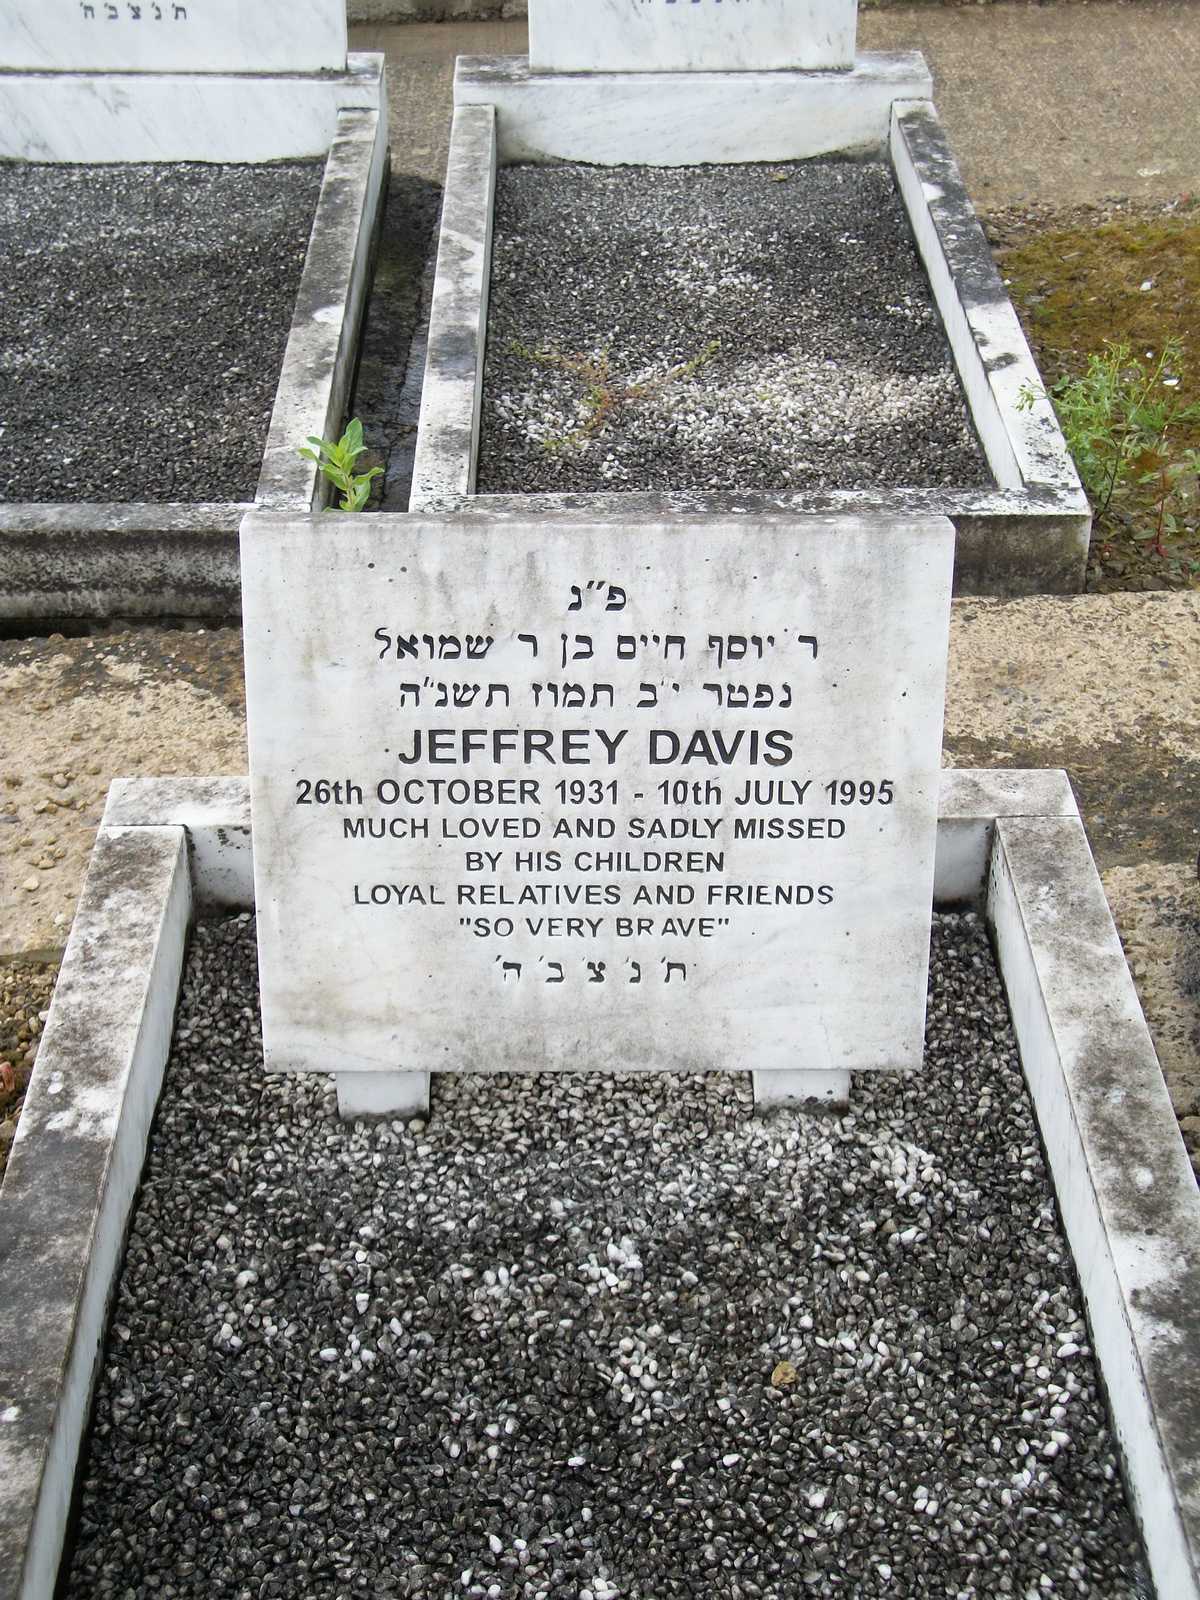 ת' נ' צ' ב' ה'
ת' נ' צ' ב' ה'
פ"נ
ר' יוסף חיים בן ר' שמואל
נפטר י"ב תמוז תשנ"ה
JEFFREY DAVIS
26th OCTOBER 1931 - 10th JULY 1995
MUCH LOVED AND SADLY MISSED
BY HIS CHILDREN
LOYAL RELATIVES AND FRIENDS
"SO VERY BRAVE"
ת' נ' צ' ב' ה'